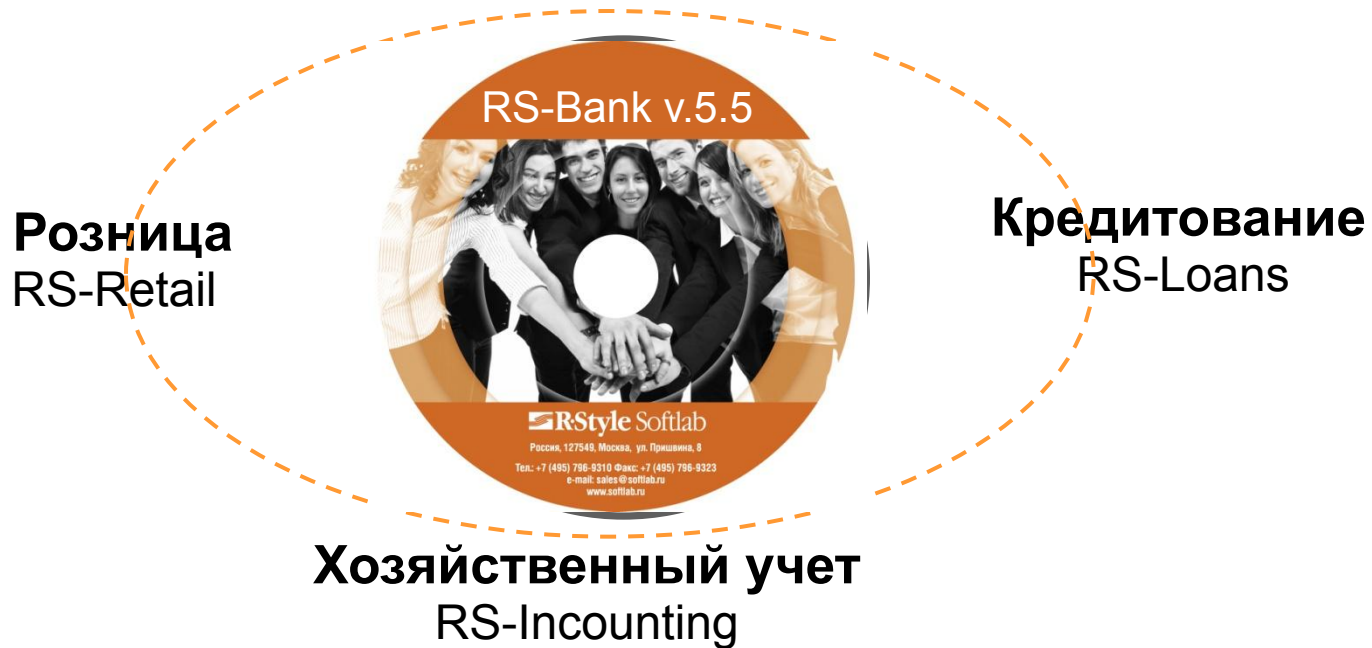 RS-Bank v.5.5
Розница
RS-Retail
Кредитование
RS-Loans
R-Style Softlab
Россия, 127549, Москва, ул. Пришвина, 8
Тел.: +7 (495) 796-9310 Факс: +7 (495) 796-9323
e-mail: sales@softlab.ru
www.softlab.ru
Хозяйственный учет
RS-Incounting